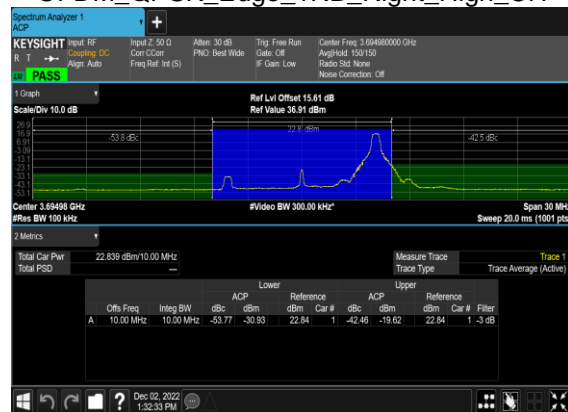 Spectrum Analyzer 1
ACP
KEYSIGHT Input: RF Input Z: 50 Ω Atten: 30 dB Trig: Free Run Center Freq: 3.694980000 GHz
R T Coupling: DC Corr CCorr PNO: Best Wide Gate: Off Avg|Hold: 150/150
Align: Auto Freq Ref: Int (S) IF Gain: Low Radio Std: None
LU PASS Noise Correction: Off
1 Graph
Ref Lvl Offset 15.61 dB
Scale/Div 10.0 dB Ref Value 36.91 dBm
26.9
16.9
6.91
-3.09
-13.1
-23.1
-33.1
-43.1
-53.1
-53.8 dBc 22.8 dBm -42.5 dBc
Center 3.69498 GHz #Video BW 300.00 kHz* Span 30 MHz
#Res BW 100 kHz Sweep 20.0 ms (1001 pts
2 Metrics
Total Car Pwr 22.839 dBm/10.00 MHz Measure Trace Trace 1
Total PSD --- Trace Type Trace Average (Active)
Lower Upper
ACP Reference ACP Reference
Offs Freq Integ BW dBc dBm dBm Car # dBc dBm dBm Car # Filter
A 10.00 MHz 10.00 MHz -53.77 -30.93 22.84 1 -42.46 -19.62 22.84 1 -3 dB
? Dec 02, 2022
1:32:33 PM